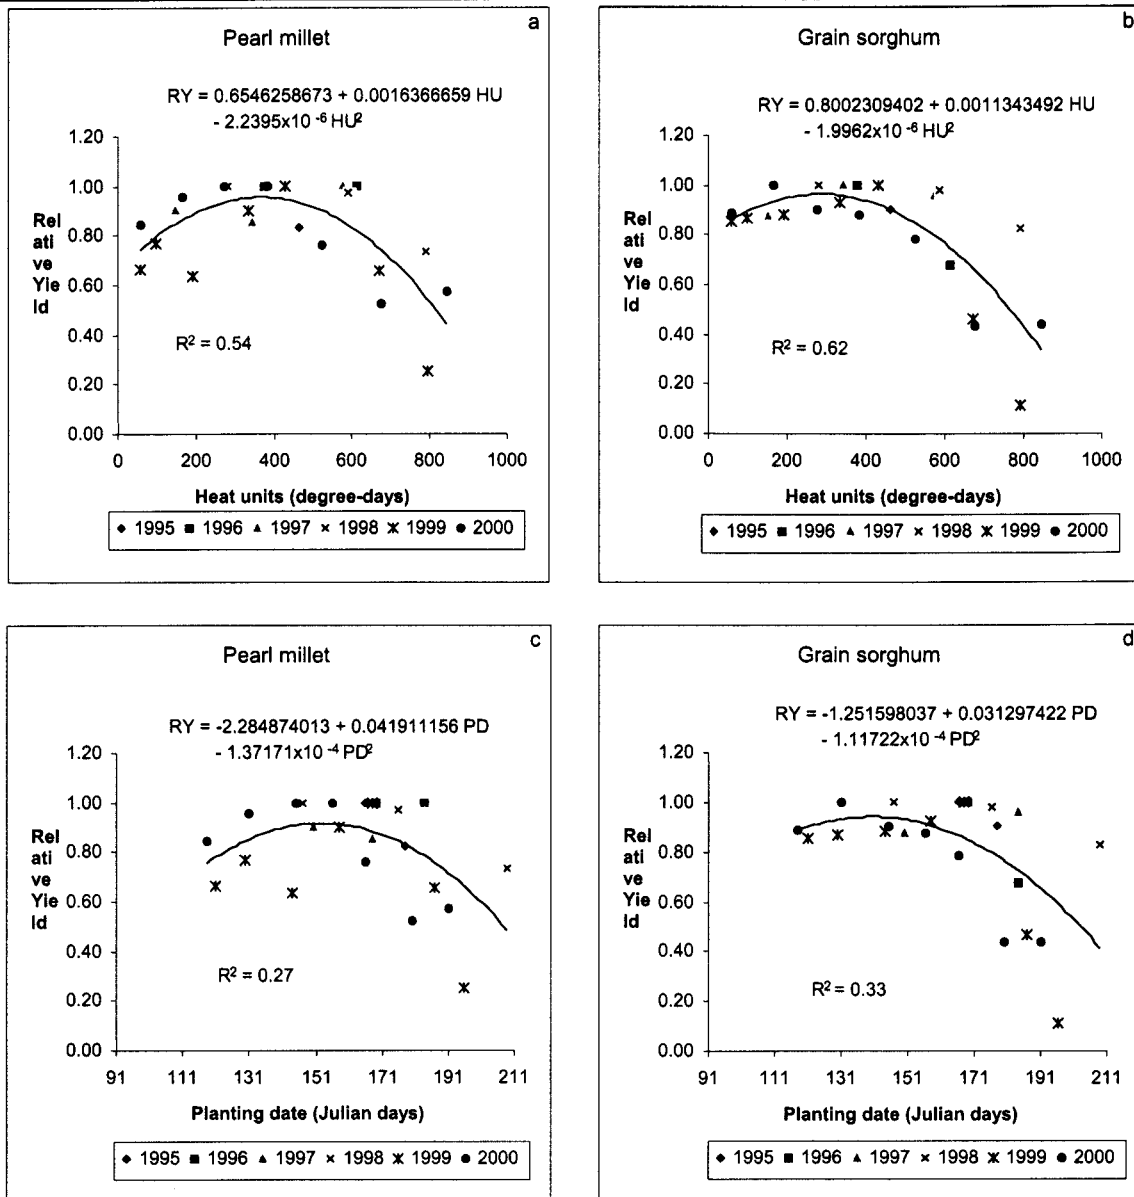 a
Pearl millet
RY = 0.6546258673 + 0.0016366659 HU
- 2.2395x10 -6 HU2
1.20
1.00
0.80
0.60
0.40
0.20
0.00
Rel
ati
ve
Yie
ld
R2 = 0.54
0 200 400 600 800 1000
Heat units (degree-days)
1995 1996 1997 1998 1999 2000
b
Grain sorghum
RY = 0.8002309402 + 0.0011343492 HU
- 1.9962x10 -6 HU2
1.20
1.00
0.80
0.60
0.40
0.20
0.00
Rel
ati
ve
Yie
ld
R2 = 0.62
0 200 400 600 800 1000
Heat units (degree-days)
1995 1996 1997 1998 1999 2000
c
Pearl millet
RY = -2.284874013 + 0.041911156 PD
- 1.37171x10 -4 PD2
1.20
1.00
0.80
0.60
0.40
0.20
0.00
Rel
ati
ve
Yie
ld
R2 = 0.27
91 111 131 151 171 191 211
Planting date (Julian days)
1995 1996 1997 1998 1999 2000
d
Grain sorghum
RY = -1.251598037 + 0.031297422 PD
- 1.11722x10 -4 PD2
1.20
1.00
0.80
0.60
0.40
0.20
0.00
Rel
ati
ve
Yie
ld
R2 = 0.33
91 111 131 151 171 191 211
Planting date (Julian days)
1995 1996 1997 1998 1999 2000